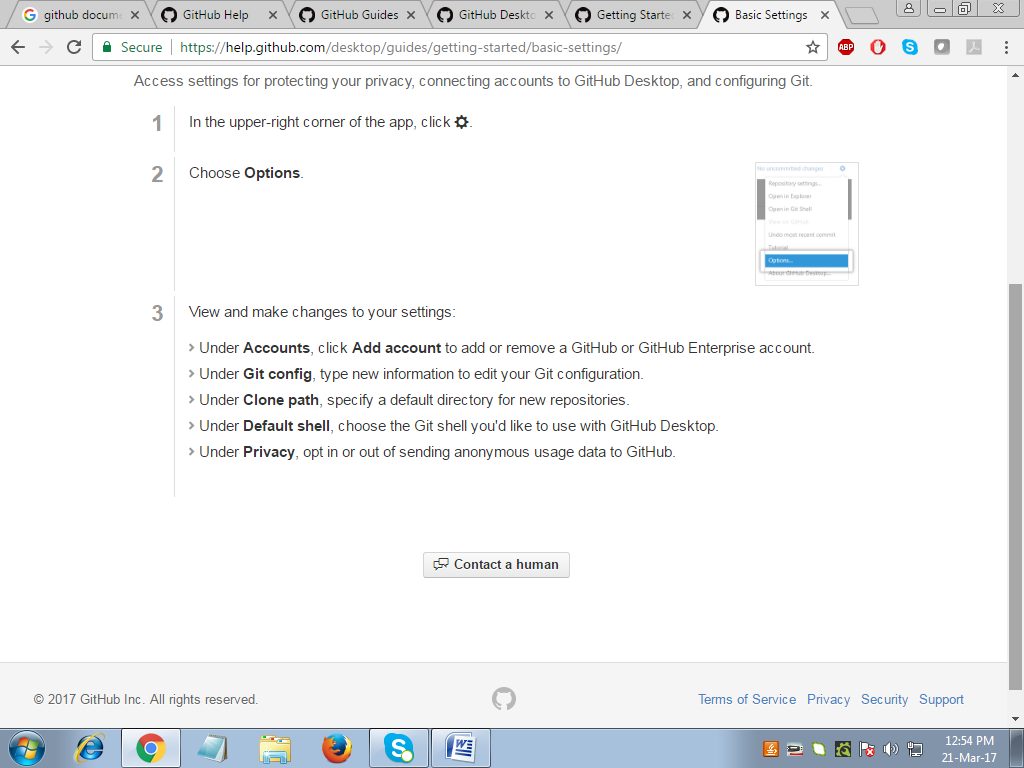 github docum
GitHub Help
GitHub Guides
GitHub Deskto
Getting Starte
Basic Settings
Secure
https://help.github.com/desktop/guides/getting-started/basic-settings/
ABP
Access settings for protecting your privacy, connecting accounts to GitHub Desktop, and configuring Git.
1
In the upper-right corner of the app, click .
2
Choose Options.
No uncommitted changes
Repository settings...
Open in Explorer
Open in Git Shell
View on GitHub
Undo most recent commit
Tutorial
Options...
About GitHub Desktop...
3
View and make changes to your settings:
Under Accounts, click Add account to add or remove a GitHub or GitHub Enterprise account.
Under Git config, type new information to edit your Git configuration.
Under Clone path, specify a default directory for new repositories.
Under Default shell, choose the Git shell you'd like to use with GitHub Desktop.
Under Privacy, opt in or out of sending anonymous usage data to GitHub.
Contact a human
© 2017 GitHub Inc. All rights reserved.
Terms of Service Privacy Security Support
12:54 PM
21-Mar-17